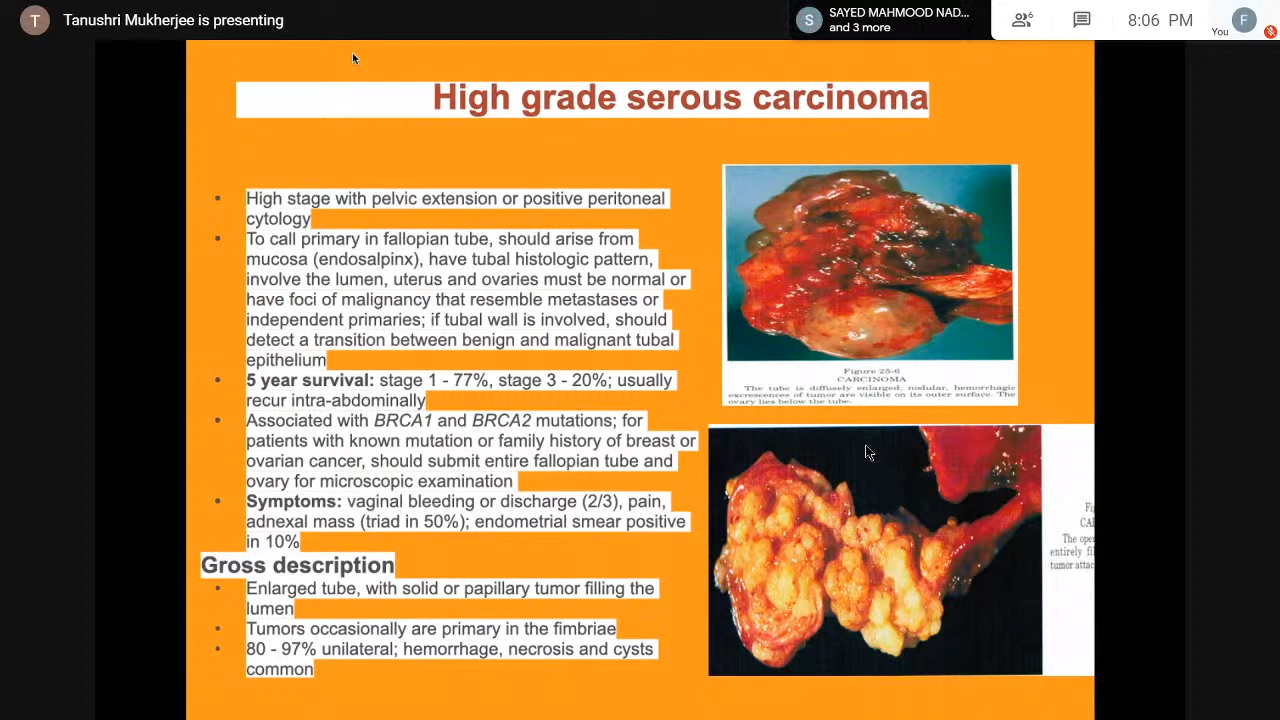 T Tanushri Mukherjee is presenting
S SAYED MAHMOOD NAD...
and 3 more
6
8:06 PM
You F
High grade serous carcinoma
• High stage with pelvic extension or positive peritoneal
cytology
• To call primary in fallopian tube, should arise from
mucosa (endosalpinx), have tubal histologic pattern,
involve the lumen, uterus and ovaries must be normal or
have foci of malignancy that resemble metastases or
independent primaries; if tubal wall is involved, should
detect a transition between benign and malignant tubal
epithelium
• 5 year survival: stage 1 - 77%, stage 3 - 20%; usually
recur intra-abdominally
• Associated with BRCA1 and BRCA2 mutations; for
patients with known mutation or family history of breast or
ovarian cancer, should submit entire fallopian tube and
ovary for microscopic examination
• Symptoms: vaginal bleeding or discharge (2/3), pain,
adnexal mass (triad in 50%); endometrial smear positive
in 10%
Gross description
• Enlarged tube, with solid or papillary tumor filling the
lumen
• Tumors occasionally are primary in the fimbriae
• 80 - 97% unilateral; hemorrhage, necrosis and cysts
common
Figure 25-6
CARCINOMA
The tube is diffusely enlarged; nodular, hemorrhagic
excrescences of tumor are visible on its outer surface. The
ovary lies below the tube.
Fig
CAI
The open
entirely fil
tumor attac